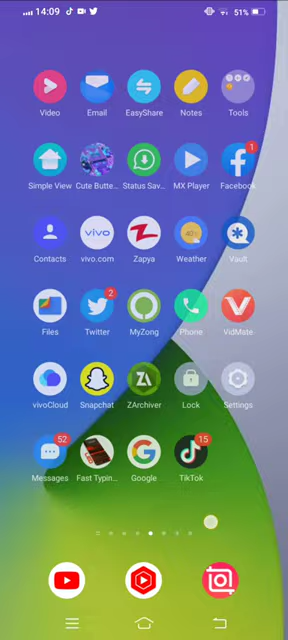 14:09 51%
Video Email EasyShare Notes Tools
1
Simple View Cute Butte... Status Sav... MX Player Facebook
vivo 40%
Contacts vivo.com Zapya Weather Vault
2
Files Twitter MyZong Phone VidMate
vivoCloud Snapchat ZArchiver Lock Settings
52 15
Messages Fast Typin... Google TikTok